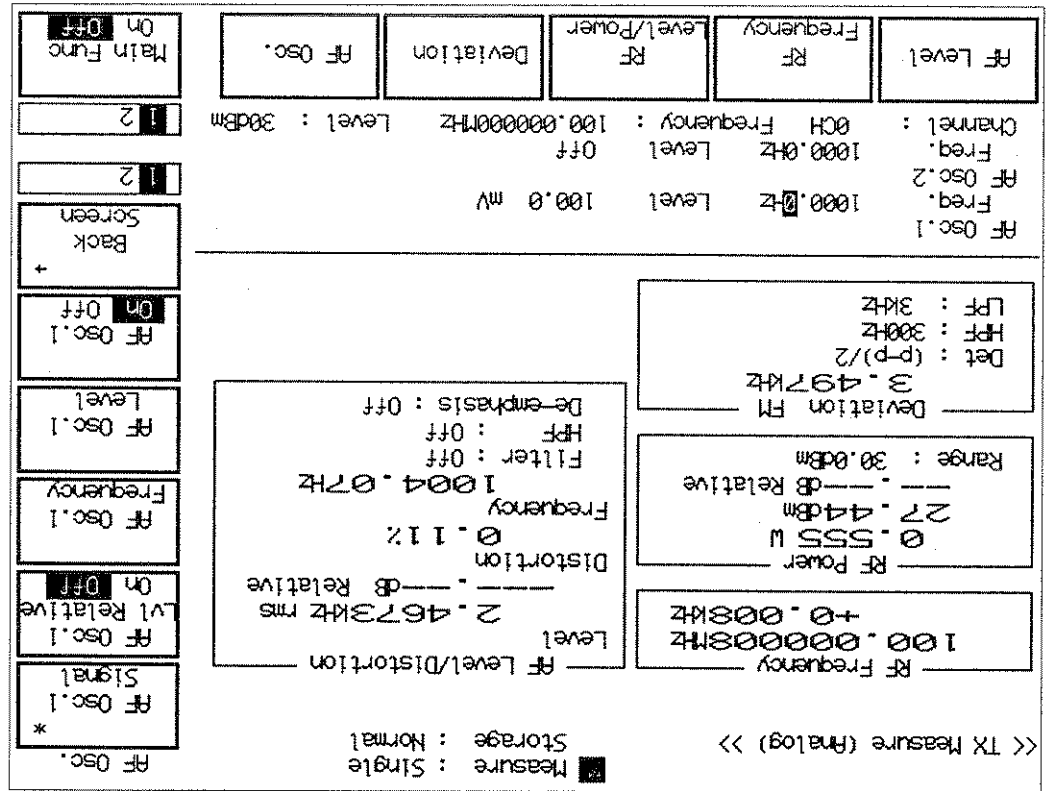 << TX Measure (Analog) >>
Measure : Single
Storage : Normal
RF Frequency
100.000008MHz
+0.008kHz
RF Power
0.555 W
27.44dBm
---.--dB Relative
Range : 30.0dBm
Deviation FM
3.497kHz
Det : (p-p)/2
HPF : 300Hz
LPF : 3kHz
AF Level/Distortion
Level
2.4673kHz rms
----.--dB Relative
Distortion
0.11%
Frequency
1004.07Hz
Filter : Off
HPF : Off
De-emphasis : Off
AF Osc.1
Freq. 1000.0Hz Level 100.0 mV
AF Osc.2
Freq. 1000.0Hz Level Off
Channel : 0CH Frequency : 100.000000MHz Level : 30dBm
AF Level
RF
Frequency
RF
Level/Power
Deviation
AF Osc.
AF Osc.
*
AF Osc.1
Signal
AF Osc.1
Lvl Relative
On Off
AF Osc.1
Frequency
AF Osc.1
Level
AF Osc.1
On Off
→
Back
Screen
1 2
1 2
Main Func
On Off